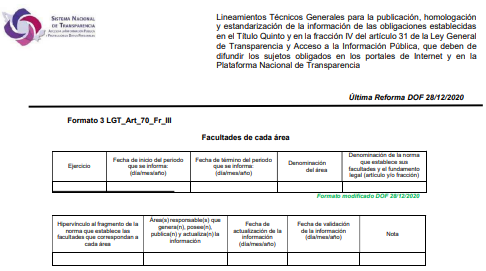 SISTEMA NACIONAL
DE TRANSPARENCIA
ACCESO A LA INFORMACIÓN PÚBLICA
Y PROTECCIÓN DE DATOS PERSONALES
Lineamientos Técnicos Generales para la publicación, homologación
y estandarización de la información de las obligaciones establecidas
en el Título Quinto y en la fracción IV del artículo 31 de la Ley General
de Transparencia y Acceso a la Información Pública, que deben de
difundir los sujetos obligados en los portales de Internet y en la
Plataforma Nacional de Transparencia
Última Reforma DOF 28/12/2020
Formato 3 LGT_Art_70_Fr_III
Facultades de cada área
Ejercicio
Fecha de inicio del periodo
que se informa:
(día/mes/año)
Fecha de término del periodo
que se informa:
(día/mes/año)
Denominación
del área
Denominación de la norma
que establece sus
facultades y el fundamento
legal (artículo y/o fracción)
Formato modificado DOF 28/12/2020
Hipervínculo al fragmento de la
norma que establece las
facultades que correspondan a
cada área
Área(s) responsable(s) que
genera(n), posee(n),
publica(n) y actualiza(n) la
información
Fecha de
actualización de la
información
(día/mes/año)
Fecha de validación
de la información
(día/mes/año)
Nota